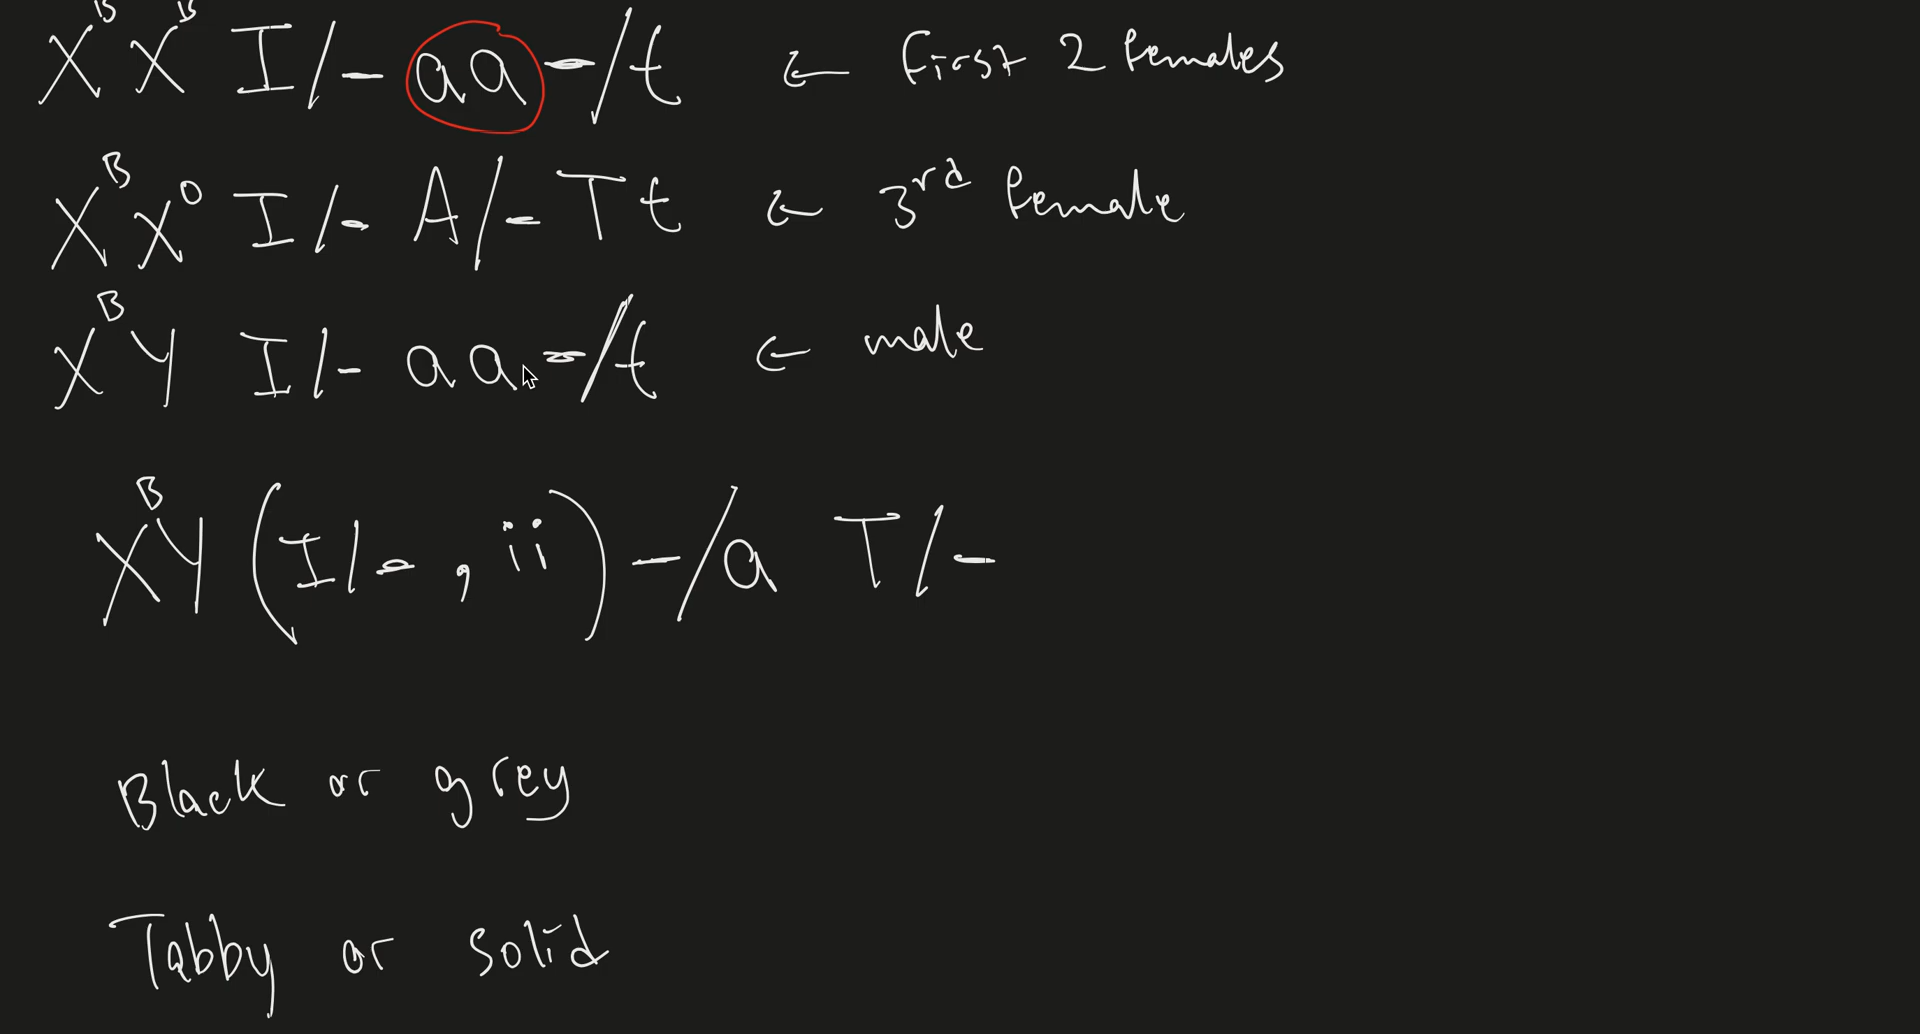 X^B X^B I/- aa -/t ← First 2 females
X^B X^O I/- A/- Tt ← 3rd female
X^B Y I/- aa -/t ← male
X^B Y (I/-, ii) -/a T/-
Black or grey
Tabby or solid